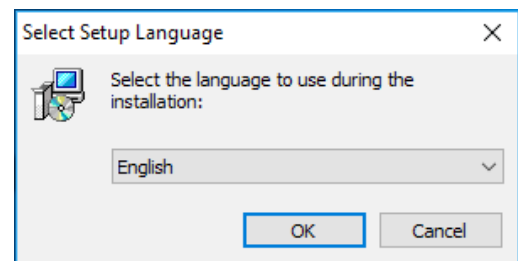 Select Setup Language
Select the language to use during the
installation:
English
OK
Cancel